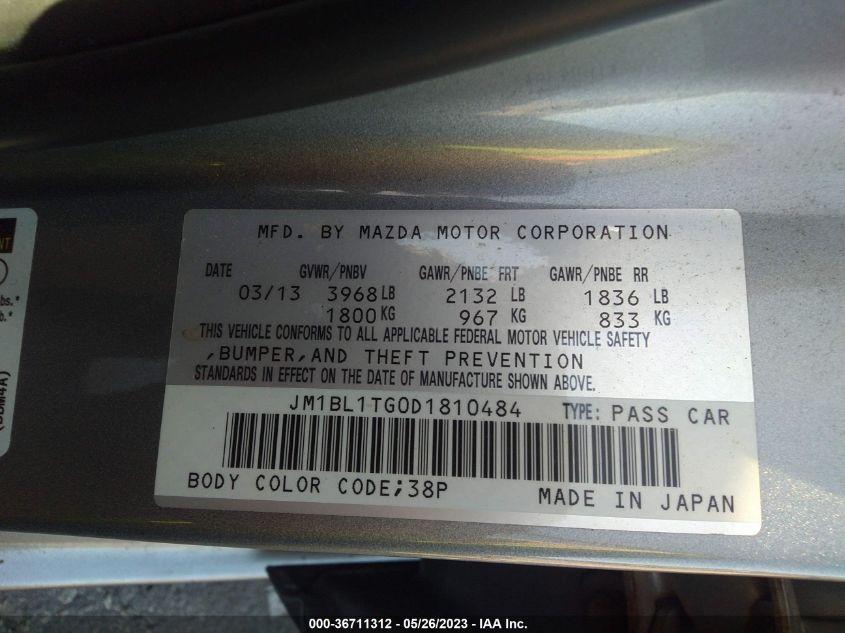 MFD. BY MAZDA MOTOR CORPORATION
DATE GVWR/PNBV GAWR/PNBE FRT GAWR/PNBE RR
03/13 3968 LB 2132 LB 1836 LB
1800 KG 967 KG 833 KG
THIS VEHICLE CONFORMS TO ALL APPLICABLE FEDERAL MOTOR VEHICLE SAFETY
,BUMPER,AND THEFT PREVENTION
STANDARDS IN EFFECT ON THE DATE OF MANUFACTURE SHOWN ABOVE.
JM1BL1TG0D1810484 TYPE: PASS CAR
BODY COLOR CODE;38P MADE IN JAPAN
000-36711312 - 05/26/2023 - IAA Inc.